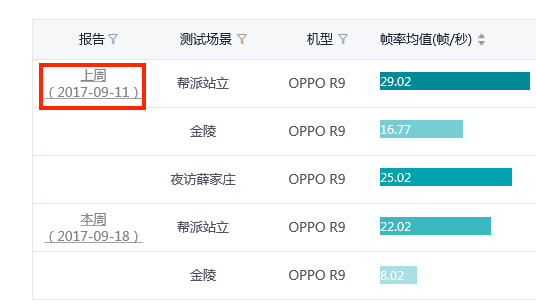 报告 测试场景 机型 帧率均值(帧/秒)
上周
（2017-09-11） 帮派站立 OPPO R9 29.02
金陵 OPPO R9 16.77
夜访薛家庄 OPPO R9 25.02
本周
（2017-09-18） 帮派站立 OPPO R9 22.02
金陵 OPPO R9 8.02